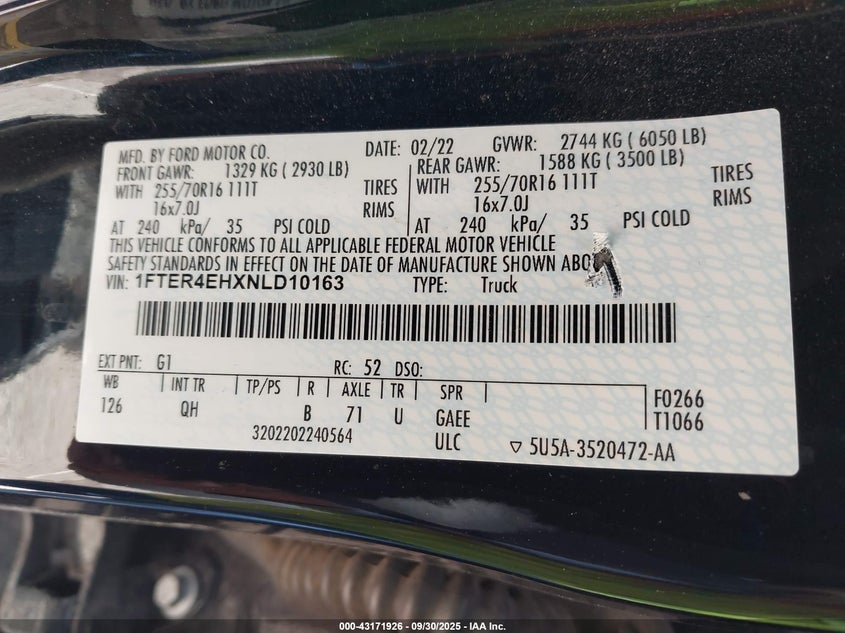 MFD. BY FORD MOTOR CO. DATE: 02/22 GVWR: 2744 KG ( 6050 LB)
FRONT GAWR: 1329 KG ( 2930 LB) REAR GAWR: 1588 KG ( 3500 LB)
WITH 255/70R16 111T TIRES WITH 255/70R16 111T TIRES
16x7.0J RIMS 16x7.0J RIMS
AT 240 kPa/ 35 PSI COLD AT 240 kPa/ 35 PSI COLD
THIS VEHICLE CONFORMS TO ALL APPLICABLE FEDERAL MOTOR VEHICLE
SAFETY STANDARDS IN EFFECT ON THE DATE OF MANUFACTURE SHOWN ABO
VIN: 1FTER4EHXNLD10163 TYPE: Truck
EXT PNT: G1 RC: 52 DSO:
WB INT TR TP/PS R AXLE TR SPR F0266
126 QH B 71 U GAEE T1066
3202202240564 ULC 5U5A-3520472-AA
000-43171926 - 09/30/2025 - IAA Inc.